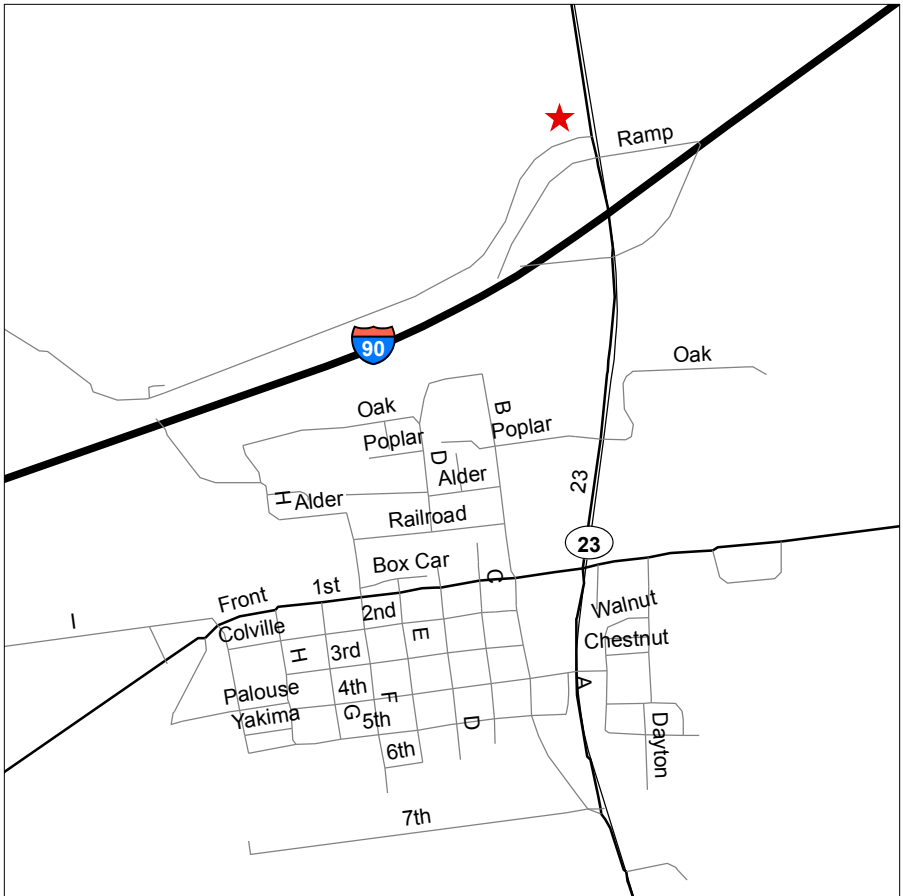 Ramp
90
Oak
Oak
B
Poplar
Poplar
D
Alder
23
H
Alder
Railroad
23
Box Car
C
1st
Front
2nd
Walnut
I
Colville
E
Chestnut
H
3rd
A
4th
Palouse
F
G
Yakima
5th
D
Dayton
6th
7th